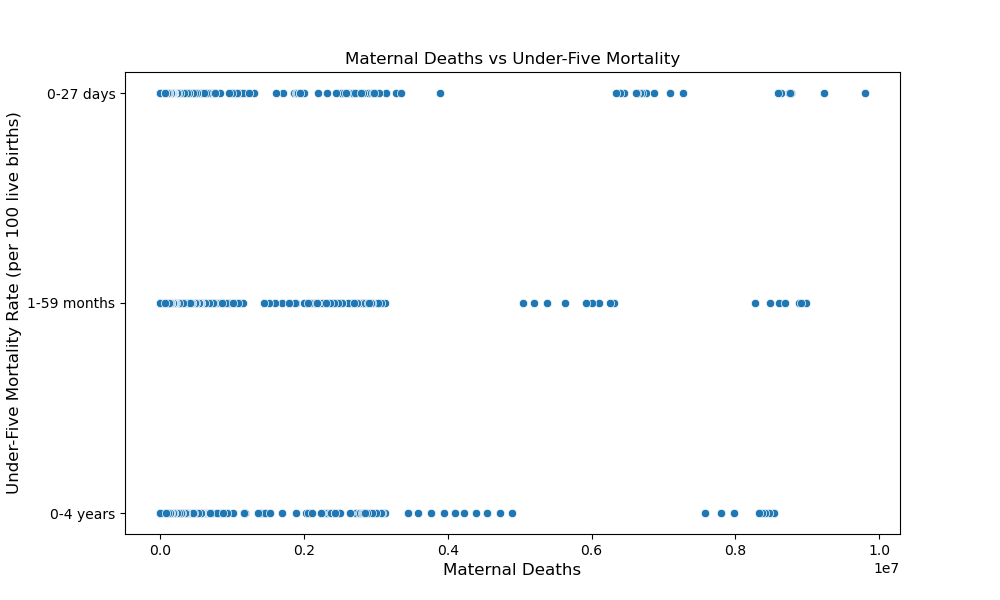 Maternal Deaths vs Under-Five Mortality
Under-Five Mortality Rate (per 100 live births)
0-27 days
1-59 months
0-4 years
0.0 0.2 0.4 0.6 0.8 1.0
1e7
Maternal Deaths